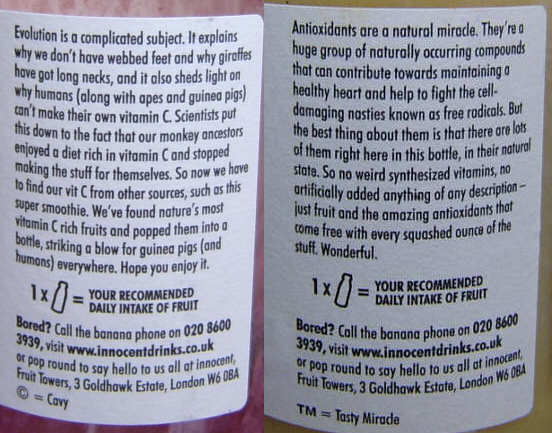 Evolution is a complicated subject. It explains
why we don't have webbed feet and why giraffes
have got long necks, and it also sheds light on
why humans (along with apes and guinea pigs)
can't make their own vitamin C. Scientists put
this down to the fact that our monkey ancestors
enjoyed a diet rich in vitamin C and stopped
making the stuff for themselves. So now we have
to find our vit C from other sources, such as this
super smoothie. We've found nature's most
vitamin C rich fruits and popped them into a
bottle, striking a blow for guinea pigs (and
humans) everywhere. Hope you enjoy it.
1 x = YOUR RECOMMENDED
DAILY INTAKE OF FRUIT
Bored? Call the banana phone on 020 8600
3939, visit www.innocentdrinks.co.uk
or pop round to say hello to us all at innocent,
Fruit Towers, 3 Goldhawk Estate, London W6 0BA
© = Cavy
Antioxidants are a natural miracle. They're a
huge group of naturally occurring compounds
that can contribute towards maintaining a
healthy heart and help to fight the cell-
damaging nasties known as free radicals. But
the best thing about them is that there are lots
of them right here in this bottle, in their natural
state. So no weird synthesized vitamins, no
artificially added anything of any description –
just fruit and the amazing antioxidants that
come free with every squashed ounce of the
stuff. Wonderful.
1 x = YOUR RECOMMENDED
DAILY INTAKE OF FRUIT
Bored? Call the banana phone on 020 8600
3939, visit www.innocentdrinks.co.uk
or pop round to say hello to us all at innocent,
Fruit Towers, 3 Goldhawk Estate, London W6 0BA
TM = Tasty Miracle